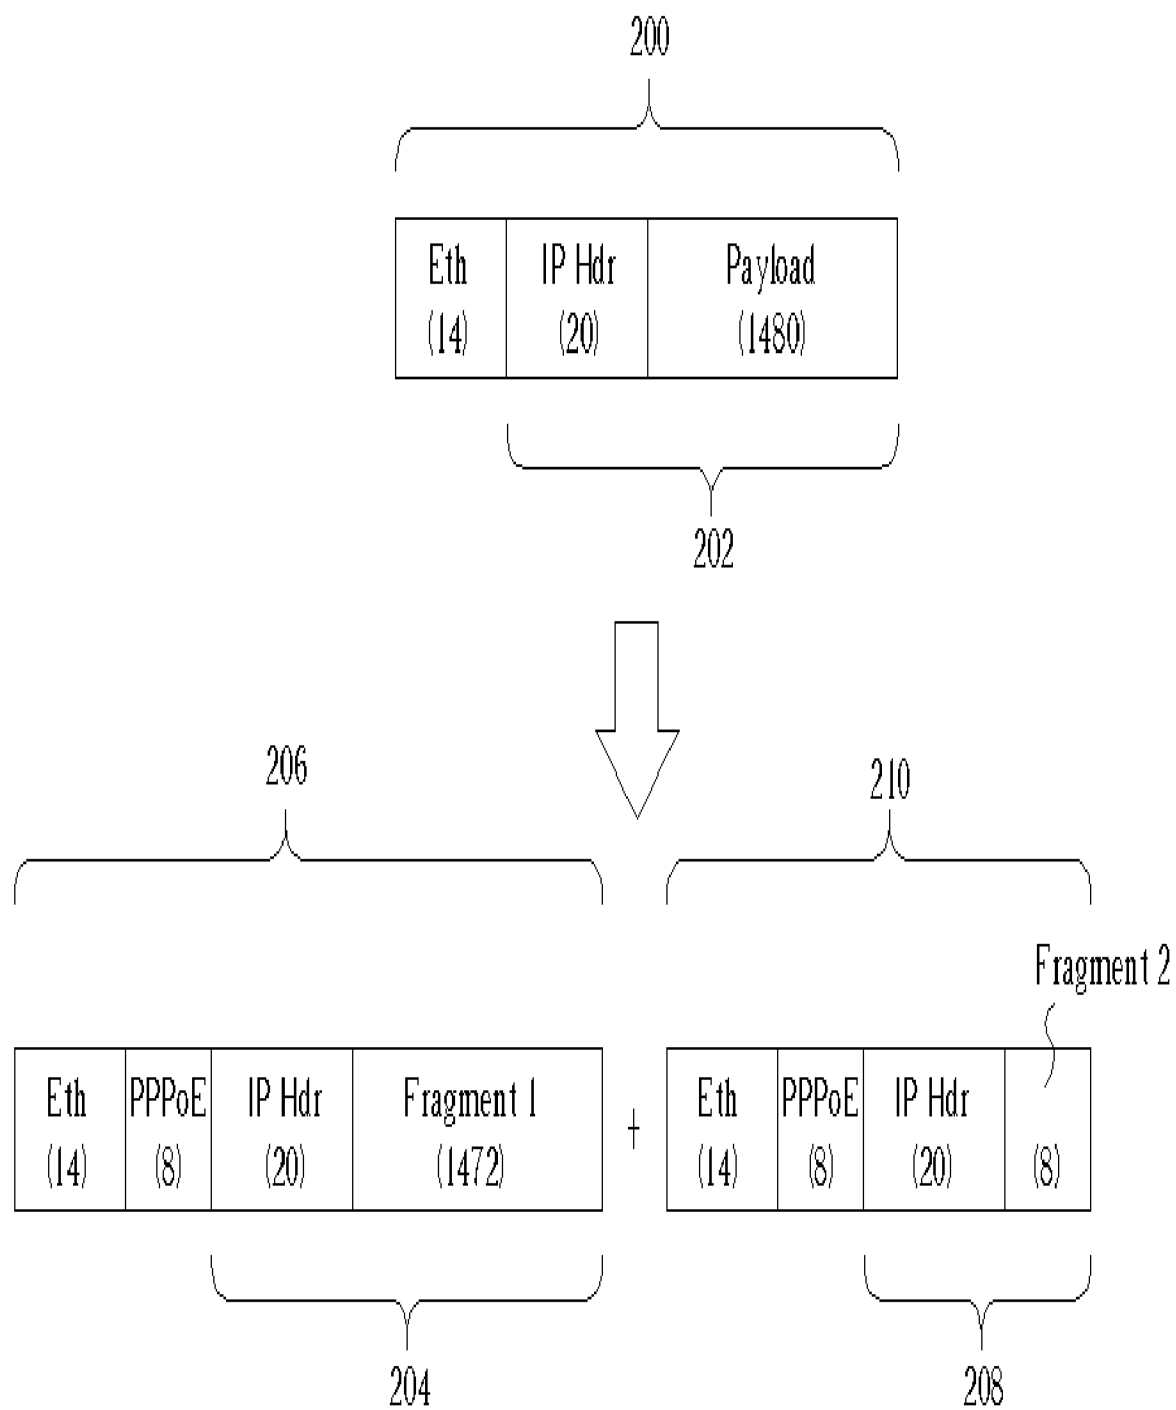 200
Eth IP Hdr Payload
(14) (20) (1480)
202
206
210
Fragment 2
Eth PPPoE IP Hdr Fragment 1 + Eth PPPoE IP Hdr
(14) (8) (20) (1472) (14) (8) (20) (8)
204
208